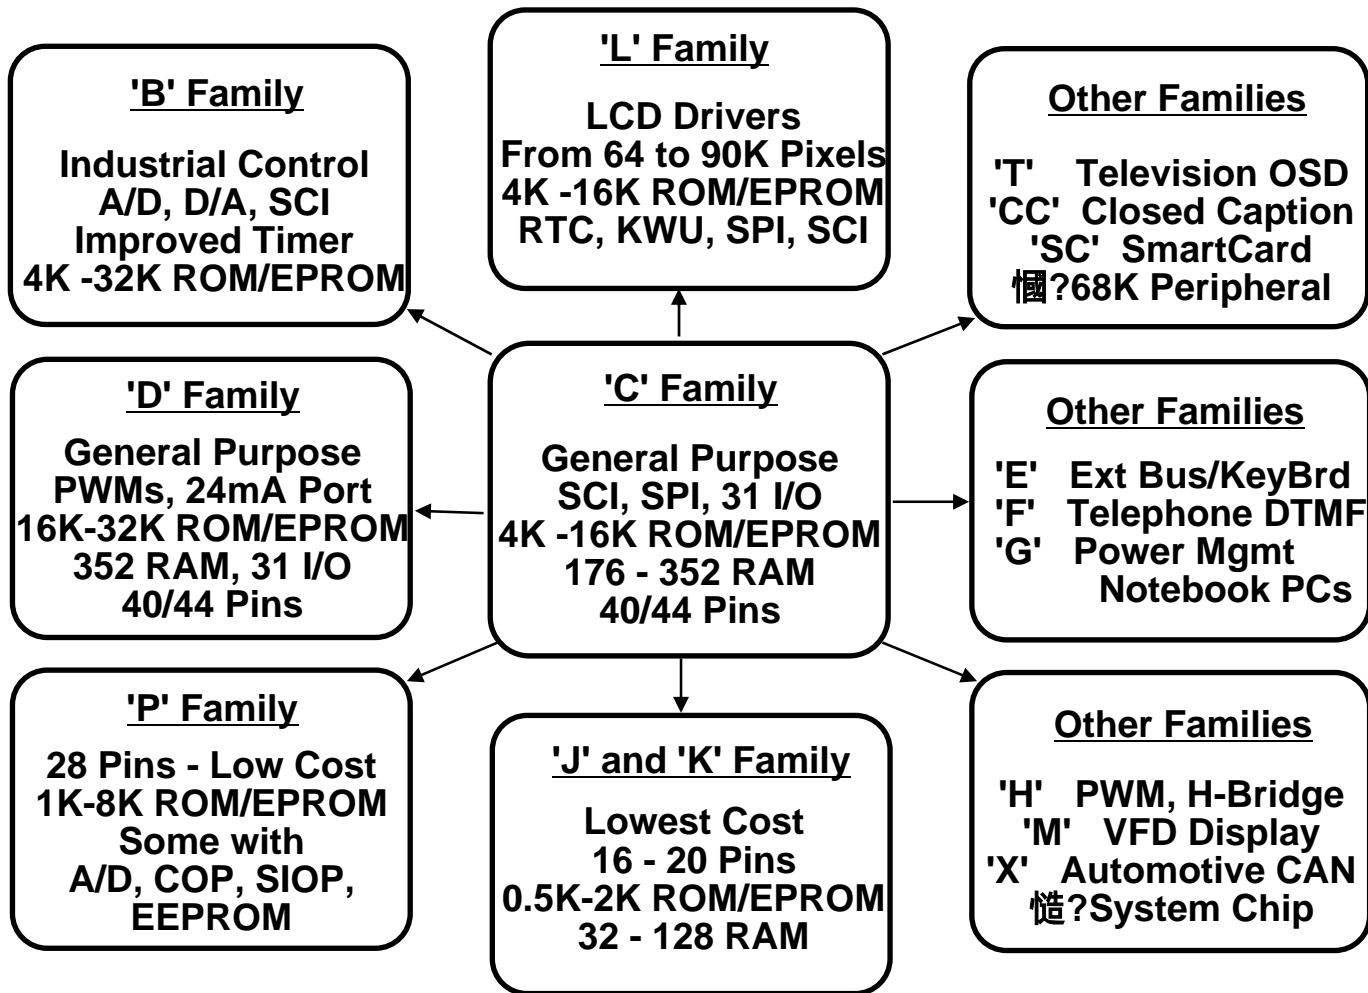 'B' Family
Industrial Control
A/D, D/A, SCI
Improved Timer
4K -32K ROM/EPROM
'L' Family
LCD Drivers
From 64 to 90K Pixels
4K -16K ROM/EPROM
RTC, KWU, SPI, SCI
Other Families
'T' Television OSD
'CC' Closed Caption
'SC' SmartCard
?68K Peripheral
'D' Family
General Purpose
PWMs, 24mA Port
16K-32K ROM/EPROM
352 RAM, 31 I/O
40/44 Pins
'C' Family
General Purpose
SCI, SPI, 31 I/O
4K -16K ROM/EPROM
176 - 352 RAM
40/44 Pins
Other Families
'E' Ext Bus/KeyBrd
'F' Telephone DTMF
'G' Power Mgmt
Notebook PCs
'P' Family
28 Pins - Low Cost
1K-8K ROM/EPROM
Some with
A/D, COP, SIOP,
EEPROM
'J' and 'K' Family
Lowest Cost
16 - 20 Pins
0.5K-2K ROM/EPROM
32 - 128 RAM
Other Families
'H' PWM, H-Bridge
'M' VFD Display
'X' Automotive CAN
?System Chip